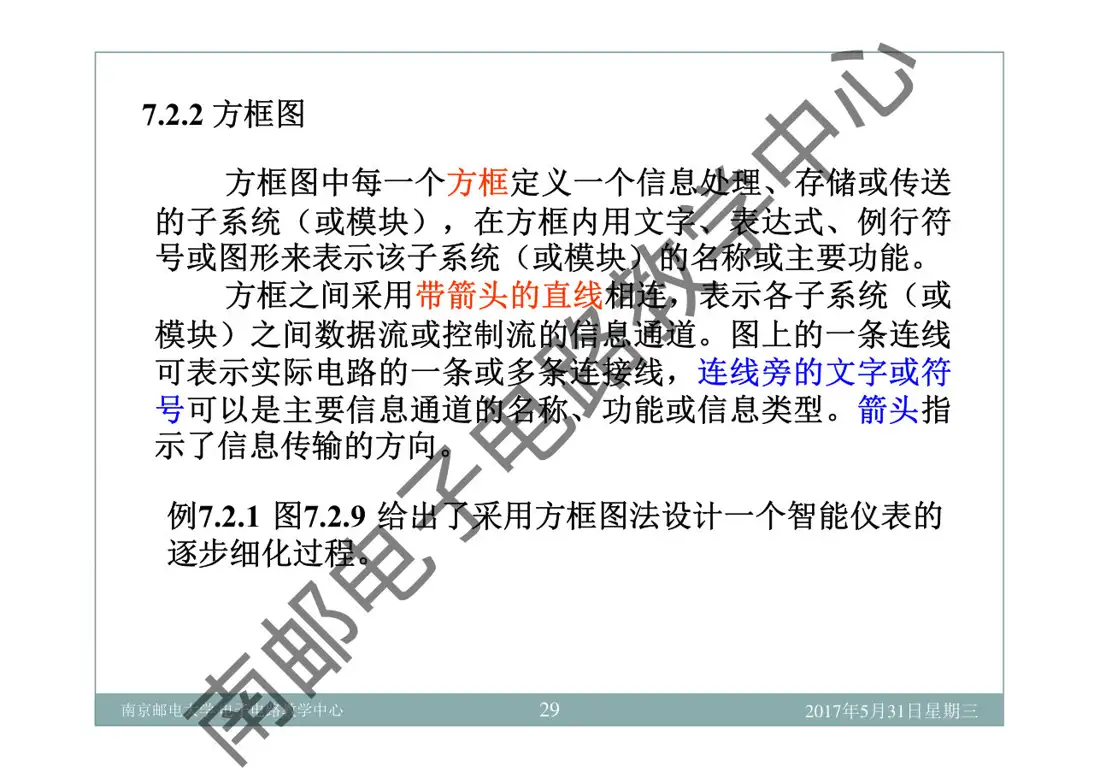 7.2.2 方框图
方框图中每一个方框定义一个信息处理、存储或传送
的子系统（或模块），在方框内用文字、表达式、例行符
号或图形来表示该子系统（或模块）的名称或主要功能。
方框之间采用带箭头的直线相连，表示各子系统（或
模块）之间数据流或控制流的信息通道。图上的一条连线
可表示实际电路的一条或多条连接线，连线旁的文字或符
号可以是主要信息通道的名称、功能或信息类型。箭头指
示了信息传输的方向。
例7.2.1 图7.2.9 给出了采用方框图法设计一个智能仪表的
逐步细化过程。
南邮电子电路教学中心
南京邮电大学 电子电路教学中心
29
2017年5月31日星期三